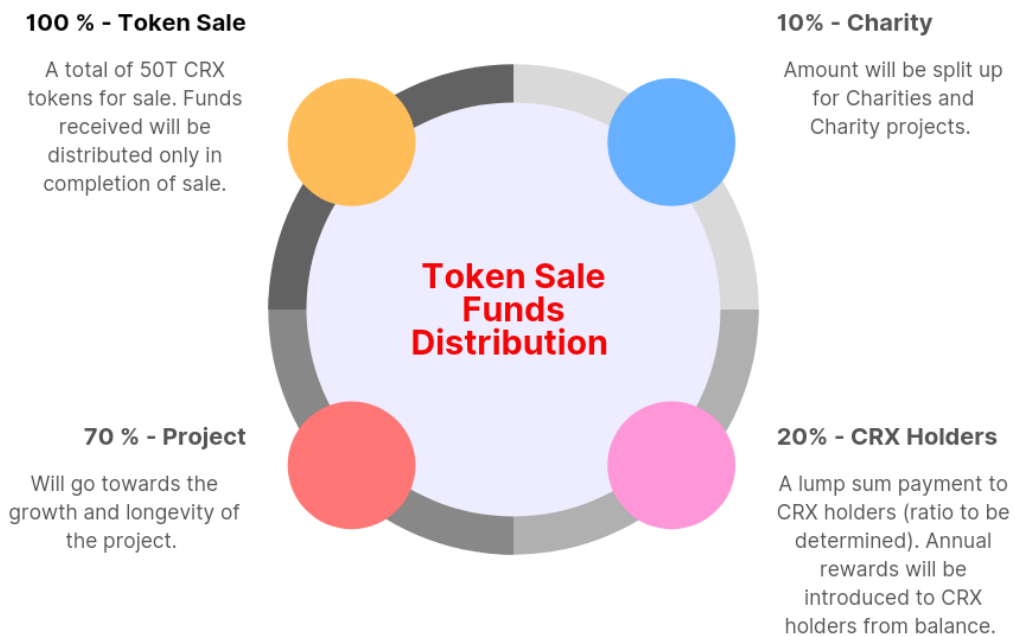 100 % - Token Sale
A total of 50T CRX
tokens for sale. Funds
received will be
distributed only in
completion of sale.
10% - Charity
Amount will be split up
for Charities and
Charity projects.
Token Sale
Funds
Distribution
70 % - Project
Will go towards the
growth and longevity of
the project.
20% - CRX Holders
A lump sum payment to
CRX holders (ratio to be
determined). Annual
rewards will be
introduced to CRX
holders from balance.